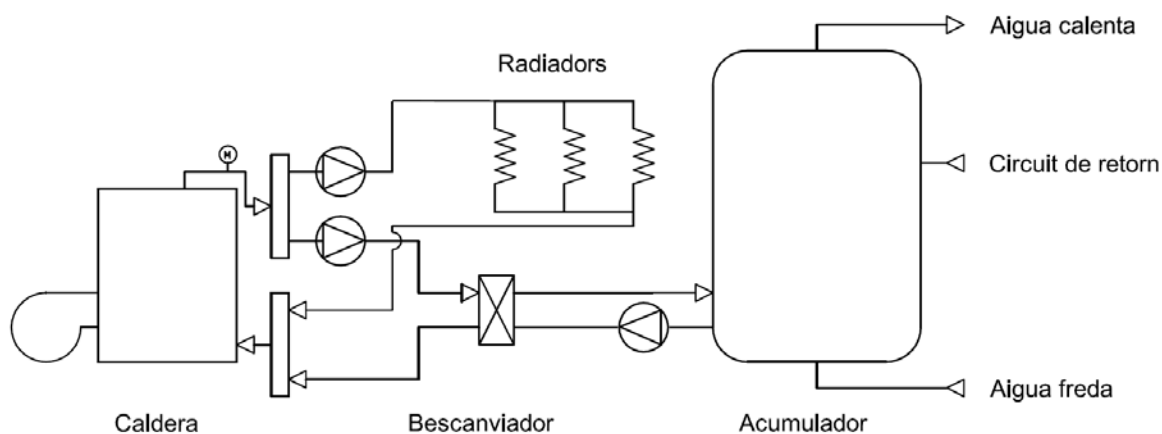 Aigua calenta
Radiadors
M
Circuit de retorn
Aigua freda
Caldera
Bescanviador
Acumulador